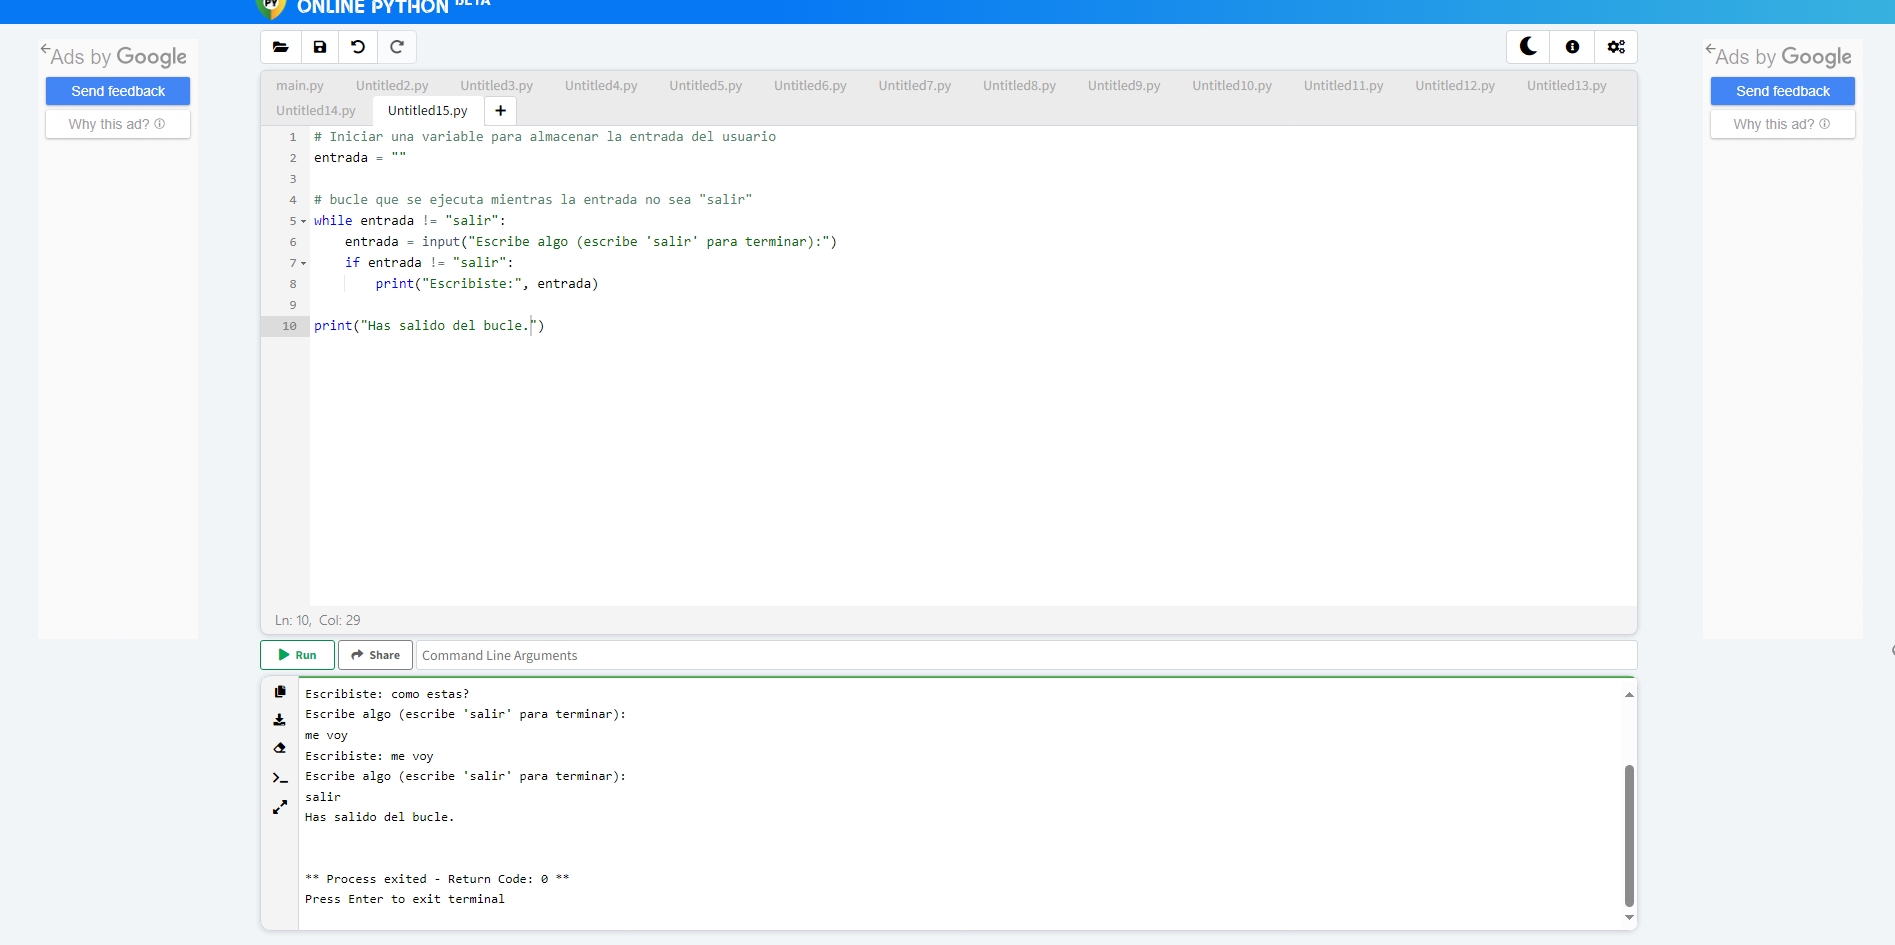 ONLINE PYTHON BETA
Ads by Google
Send feedback
Why this ad?
main.py Untitled2.py Untitled3.py Untitled4.py Untitled5.py Untitled6.py Untitled7.py Untitled8.py Untitled9.py Untitled10.py Untitled11.py Untitled12.py Untitled13.py
Untitled14.py Untitled15.py +
1 # Iniciar una variable para almacenar la entrada del usuario
2 entrada = ""
3
4 # bucle que se ejecuta mientras la entrada no sea "salir"
5 while entrada != "salir":
6     entrada = input("Escribe algo (escribe 'salir' para terminar):")
7     if entrada != "salir":
8         print("Escribiste:", entrada)
9
10 print("Has salido del bucle.")
Ln: 10, Col: 29
Run Share Command Line Arguments
Escribiste: como estas?
Escribe algo (escribe 'salir' para terminar):
me voy
Escribiste: me voy
Escribe algo (escribe 'salir' para terminar):
salir
Has salido del bucle.
** Process exited - Return Code: 0 **
Press Enter to exit terminal
Ads by Google
Send feedback
Why this ad?